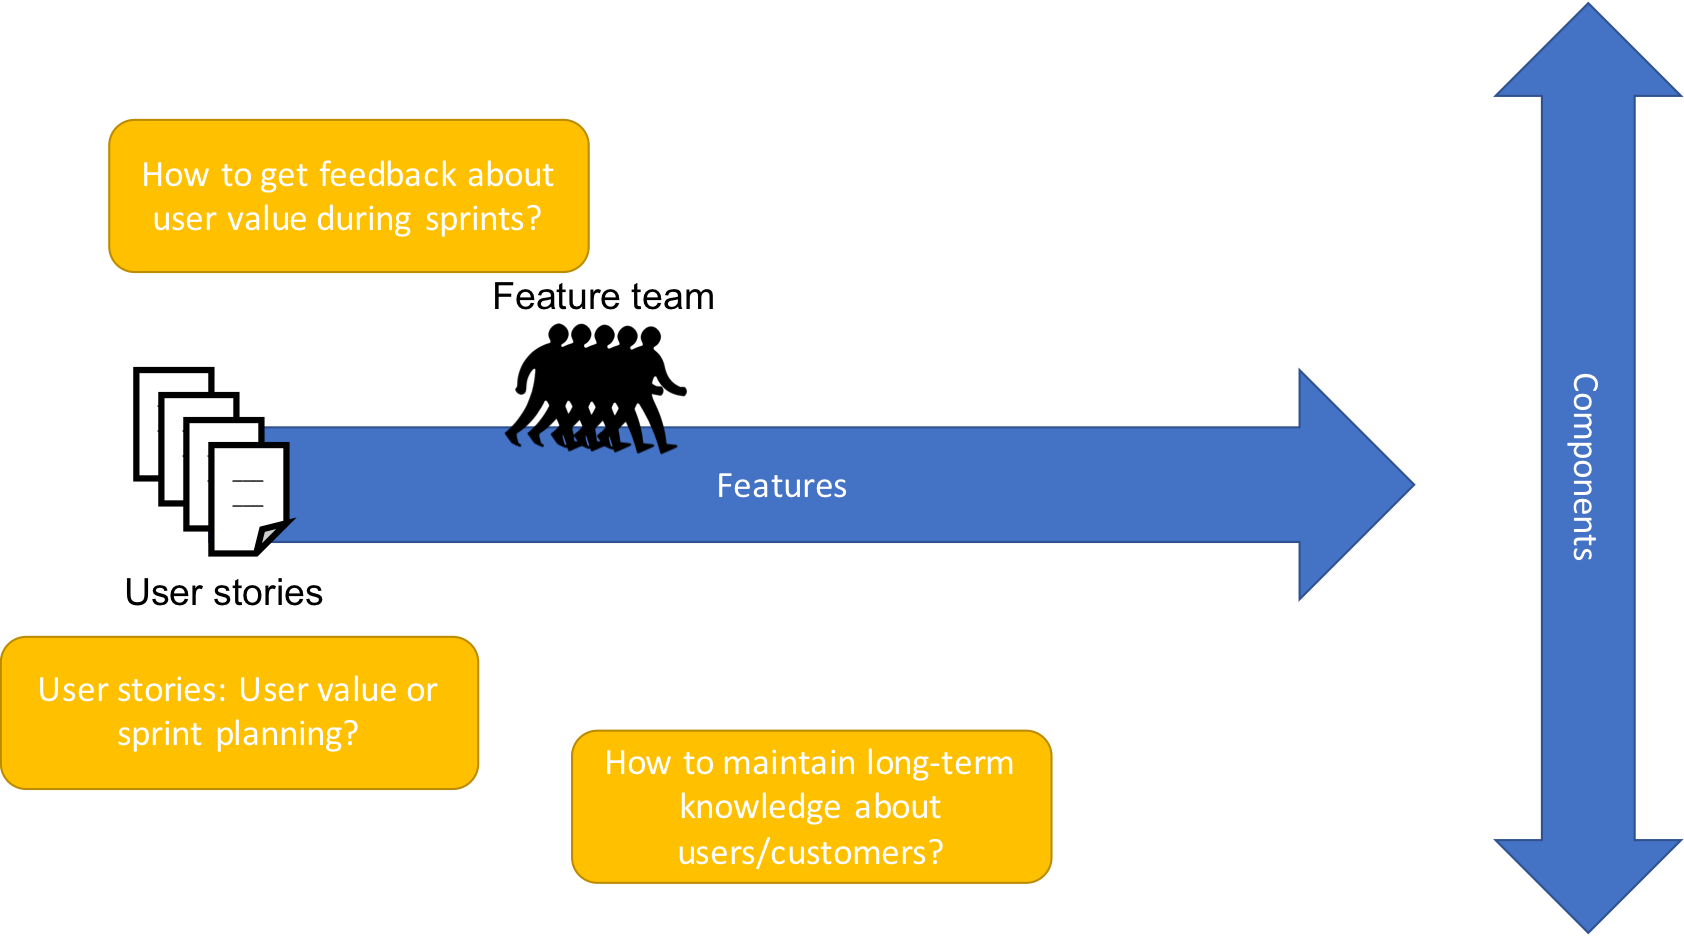 How to get feedback about
user value during sprints?
Feature team
Features
User stories
User stories: User value or
sprint planning?
How to maintain long-term
knowledge about
users/customers?
Components